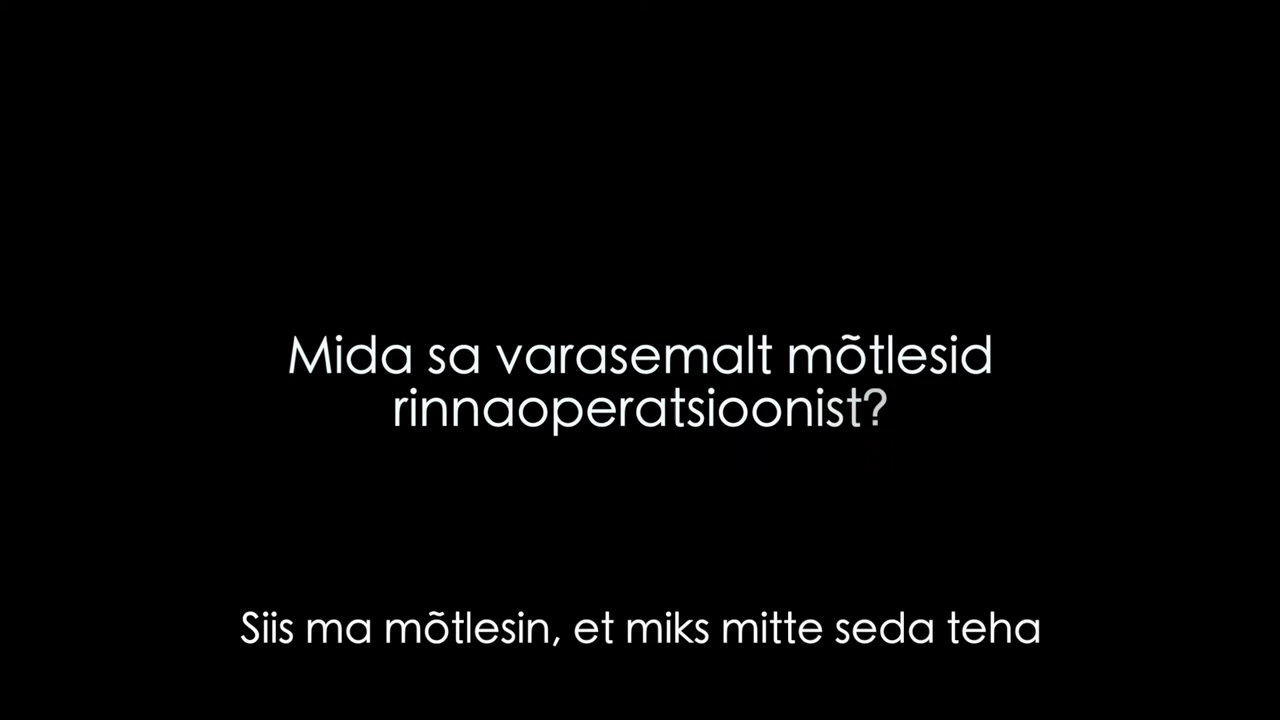 Mida sa varasemalt mõtlesid
rinnaoperatsioonist?
Siis ma mõtlesin, et miks mitte seda teha